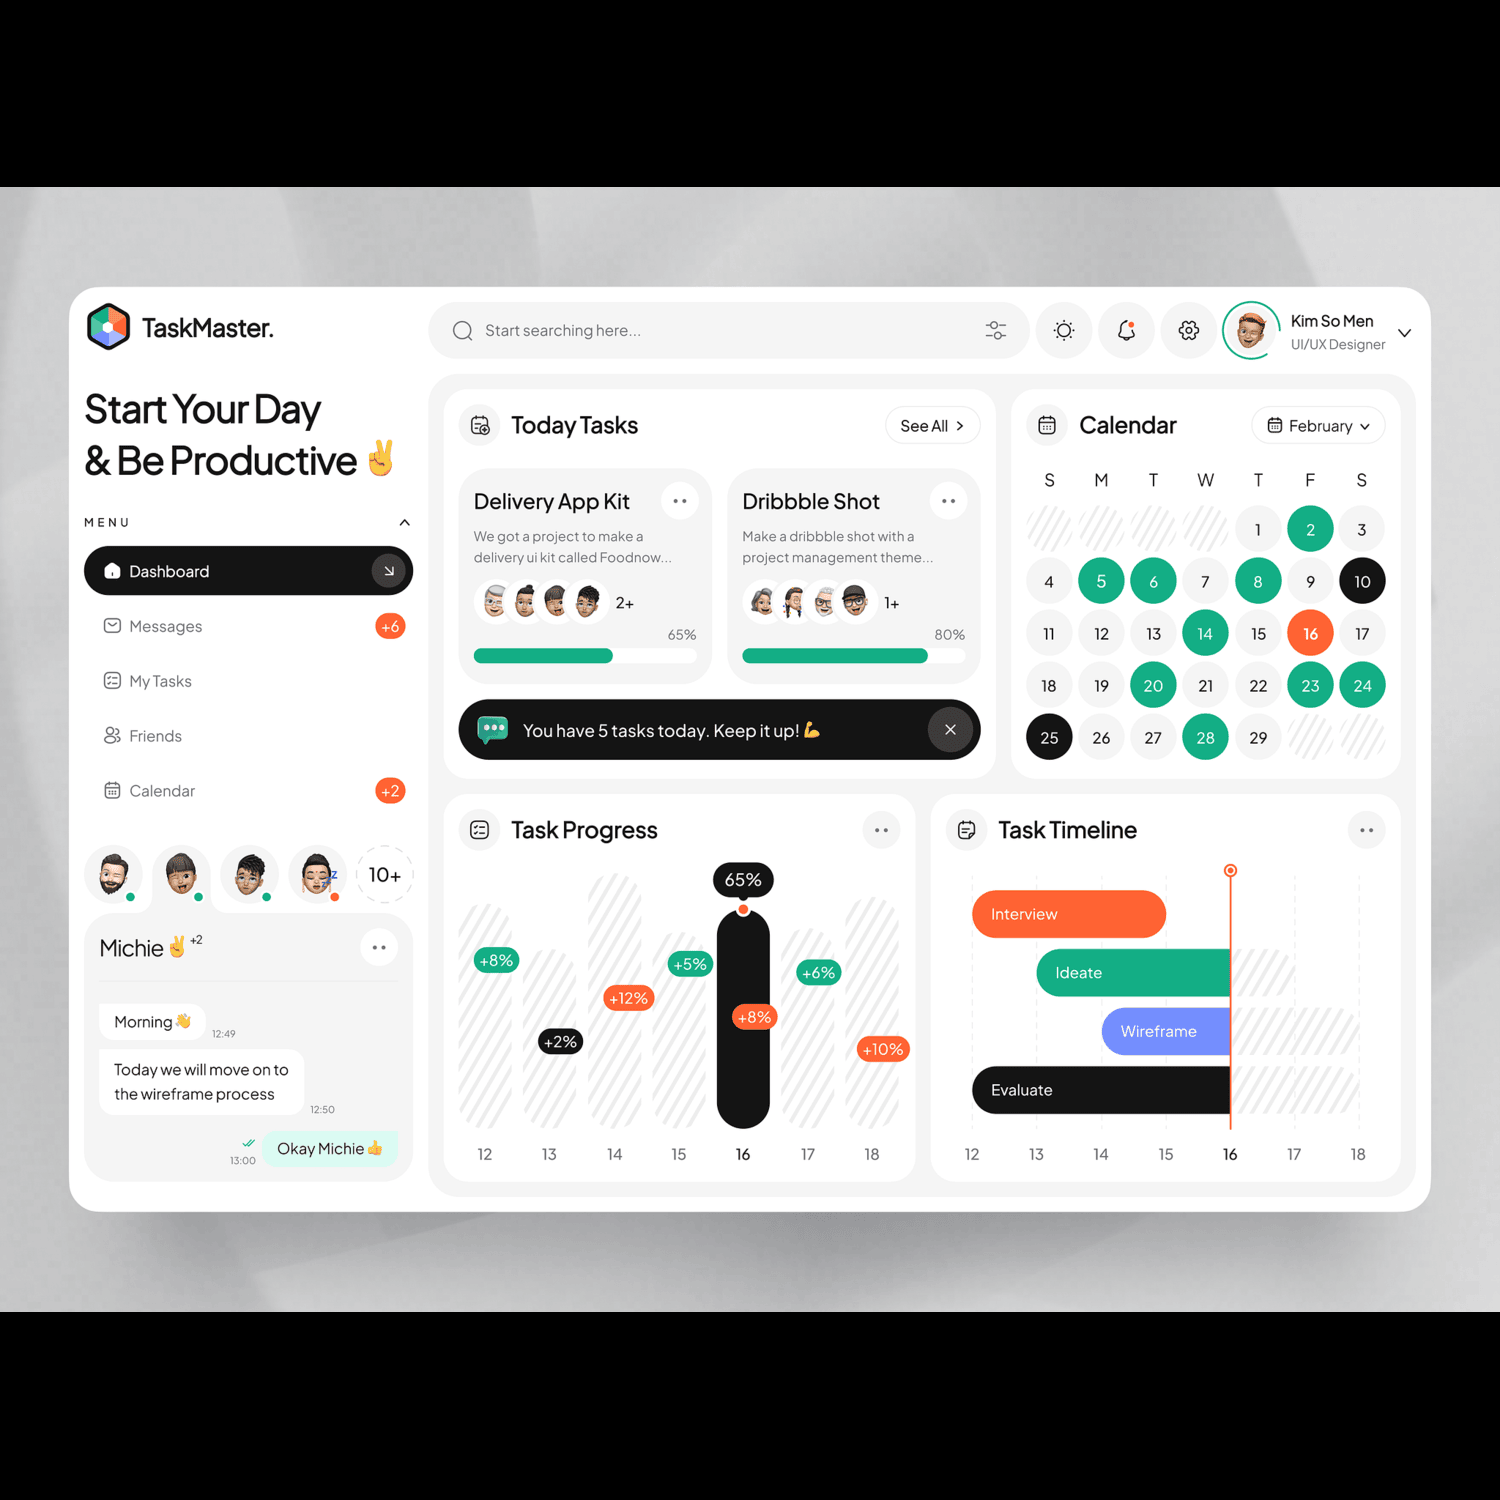 TaskMaster.
Start searching here...
Kim So Men
UI/UX Designer
Start Your Day
& Be Productive ✌️
MENU
Dashboard
Messages
+6
My Tasks
Friends
Calendar
+2
10+
Michie ✌️ +2
Morning 👋
12:49
Today we will move on to
the wireframe process
12:50
Okay Michie 👍
13:00
Today Tasks
See All >
Delivery App Kit
We got a project to make a
delivery ui kit called Foodnow...
2+
65%
Dribbble Shot
Make a dribbble shot with a
project management theme...
1+
80%
You have 5 tasks today. Keep it up! 💪
Calendar
February
S M T W T F S
1 2 3
4 5 6 7 8 9 10
11 12 13 14 15 16 17
18 19 20 21 22 23 24
25 26 27 28 29
Task Progress
65%
+8%
+2%
+12%
+5%
+8%
+6%
+10%
12 13 14 15 16 17 18
Task Timeline
Interview
Ideate
Wireframe
Evaluate
12 13 14 15 16 17 18